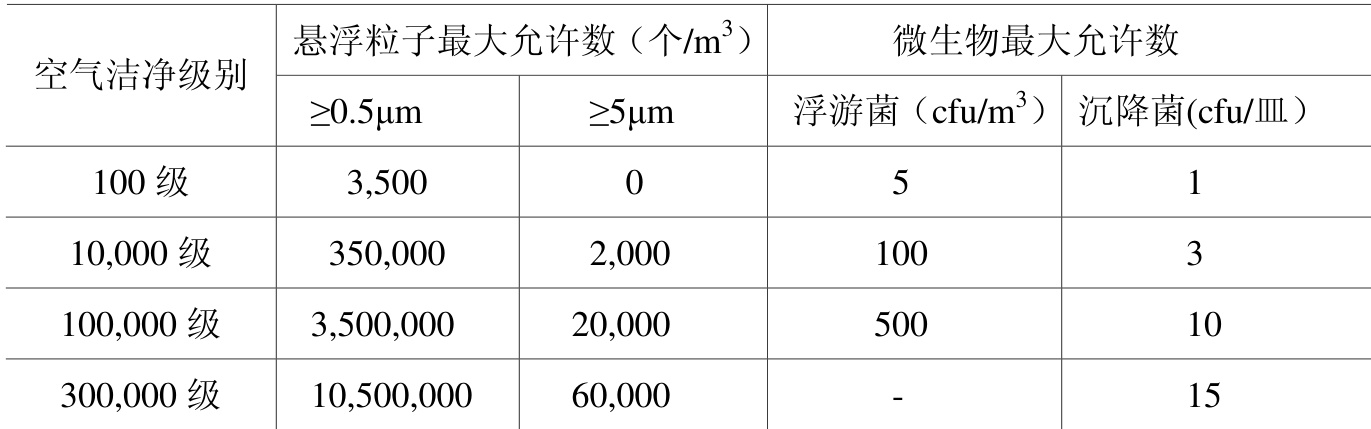 空气洁净级别 悬浮粒子最大允许数（个/m³） 微生物最大允许数
≥0.5μm ≥5μm 浮游菌（cfu/m³） 沉降菌(cfu/皿）
100 级 3,500 0 5 1
10,000 级 350,000 2,000 100 3
100,000 级 3,500,000 20,000 500 10
300,000 级 10,500,000 60,000 - 15